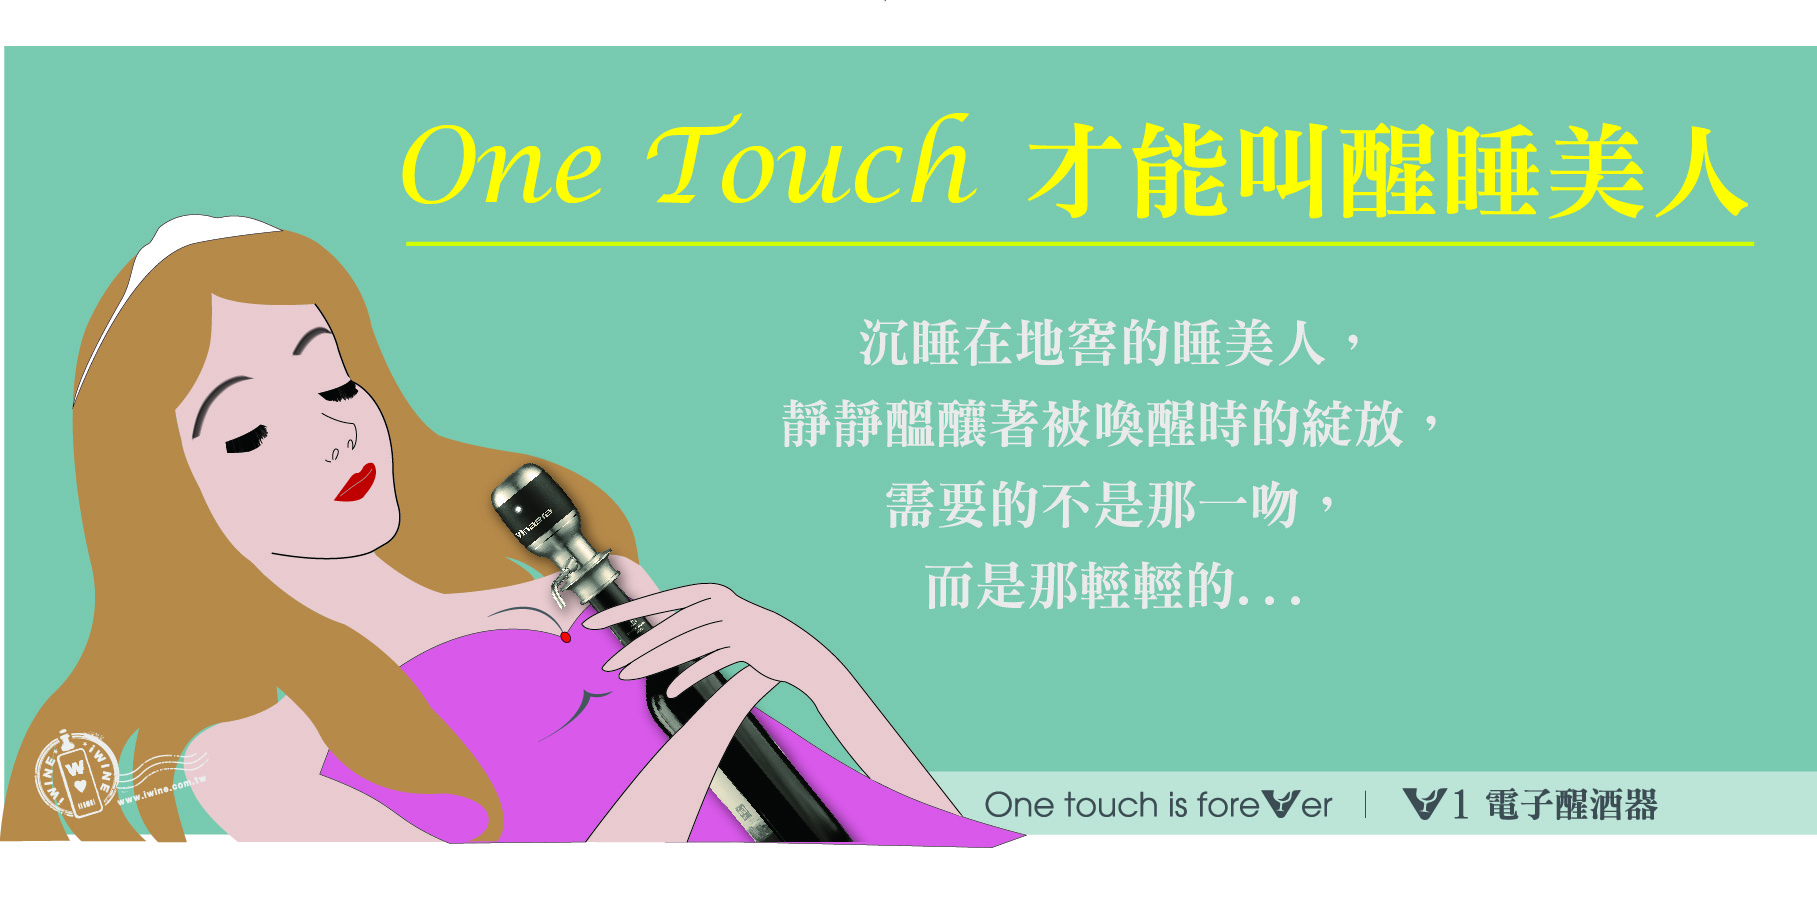 One Touch 才能叫醒睡美人
沉睡在地窖的睡美人，
靜靜醞釀著被喚醒時的綻放，
需要的不是那一吻，
而是那輕輕的...
vinaera
iWINE iWINE
W
www.iwine.com.tw
One touch is foreVer | V1 電子醒酒器